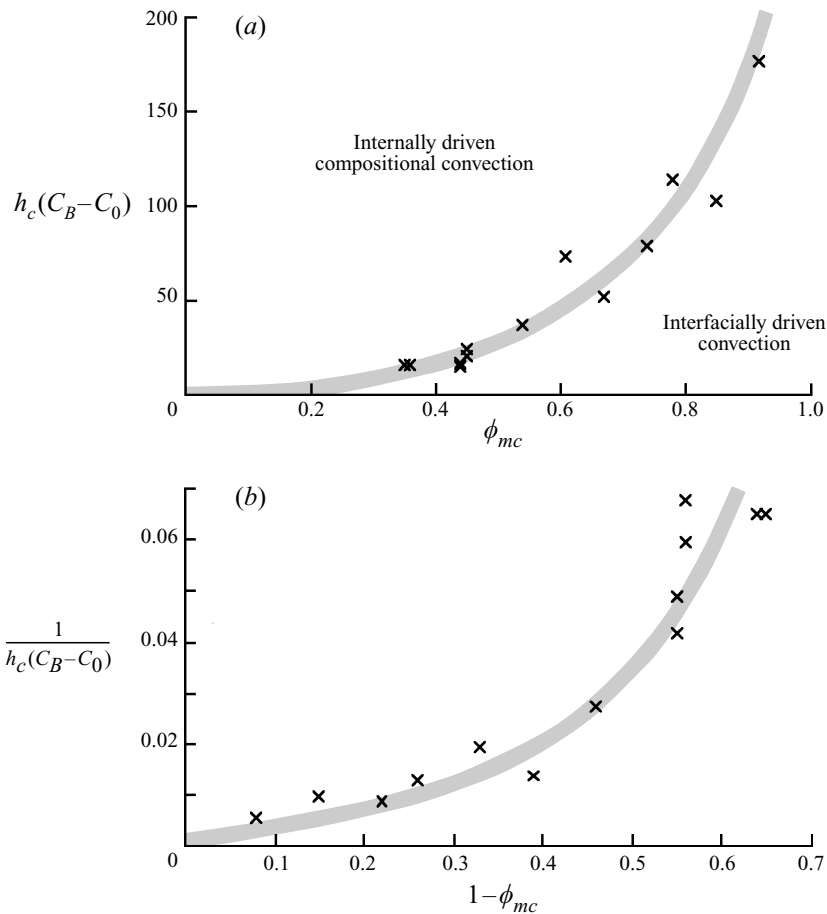 200
(a)
150
Internally driven
compositional convection
h_c(C_B–C_0)
100
50
Interfacially driven
convection
0
0.2
0.4
0.6
0.8
1.0
ϕ_mc
(b)
0.06
1
h_c(C_B–C_0)
0.04
0.02
0
0.1
0.2
0.3
0.4
0.5
0.6
0.7
1–ϕ_mc